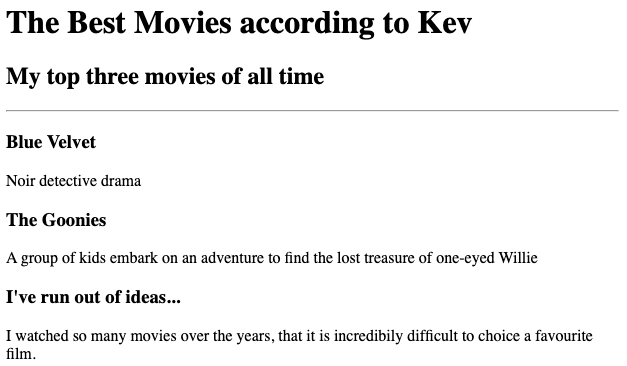 The Best Movies according to Kev
My top three movies of all time
Blue Velvet
Noir detective drama
The Goonies
A group of kids embark on an adventure to find the lost treasure of one-eyed Willie
I've run out of ideas...
I watched so many movies over the years, that it is incredibily difficult to choice a favourite
film.